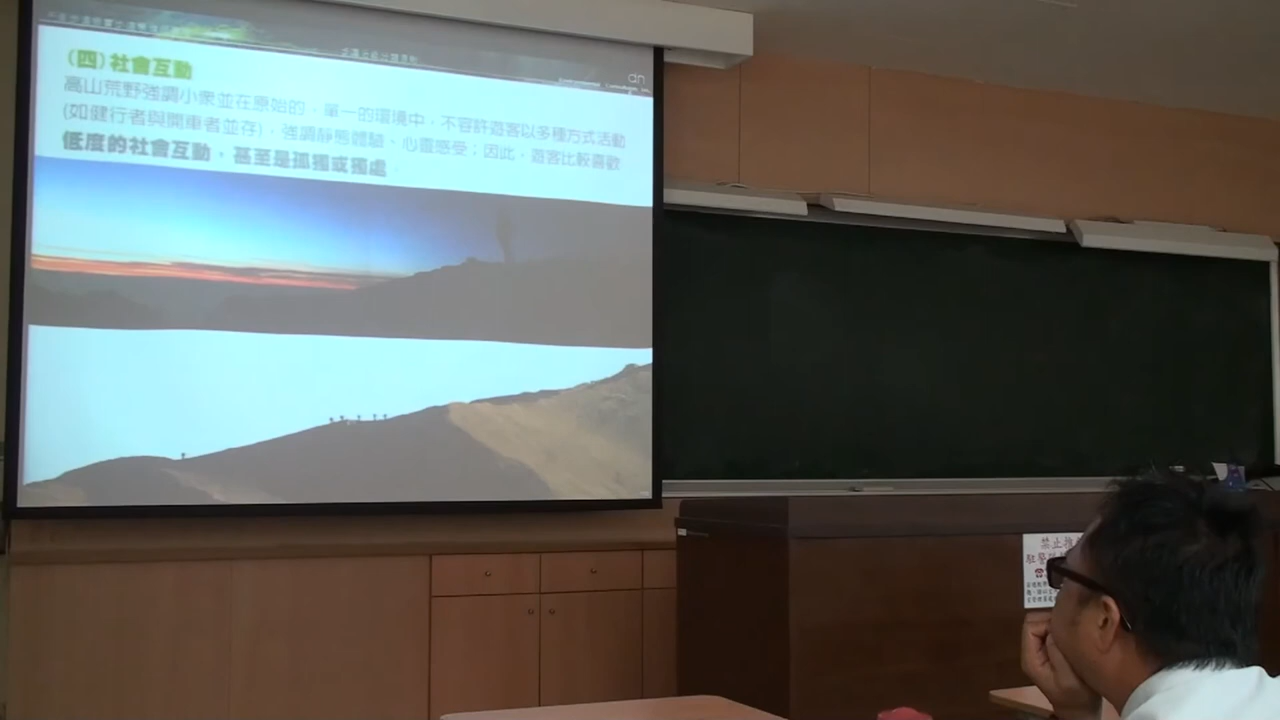 (四)社會互動
高山荒野強調小眾並在原始的，單一的環境中，不容許遊客以多種方式活動
(如健行者與開車者並存)，強調靜態體驗、心靈感受；因此，遊客比較喜歡
低度的社會互動，甚至是孤獨或獨處。
dn
禁止推